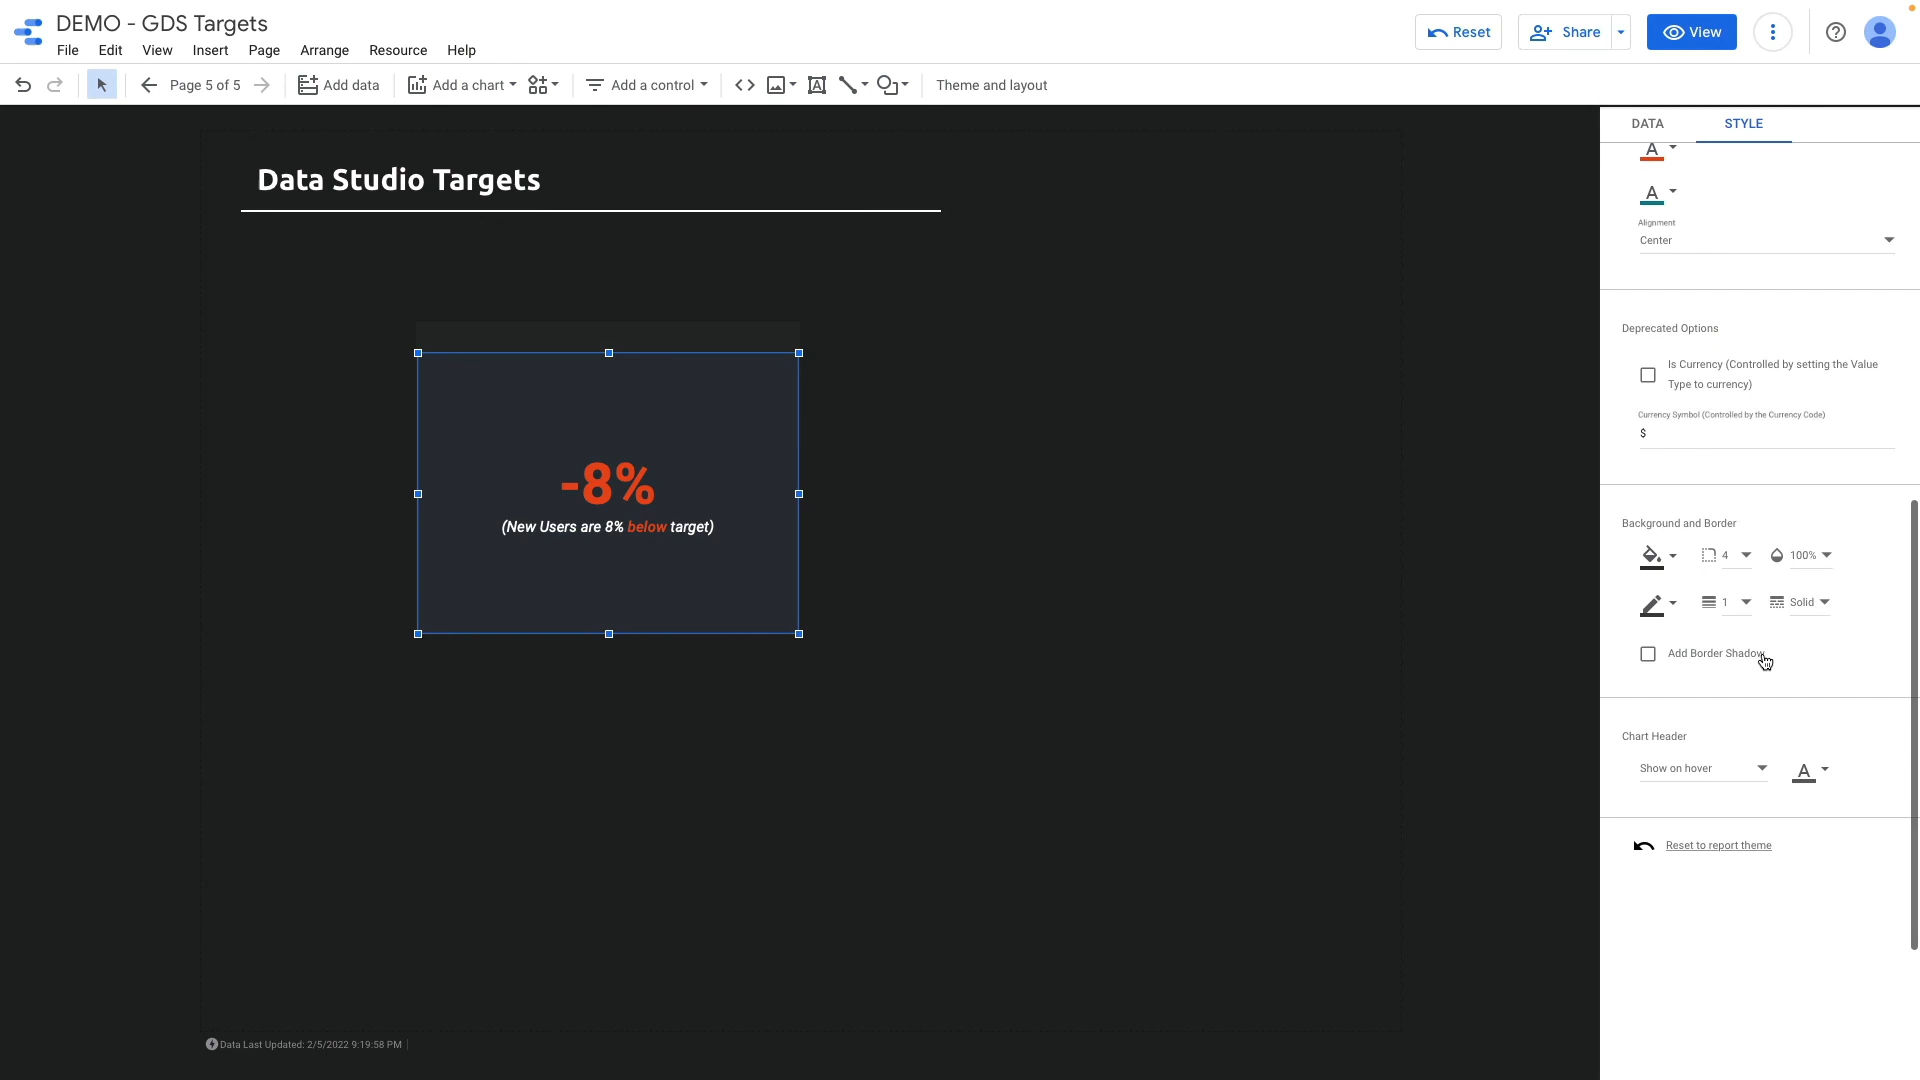 DEMO - GDS Targets
File Edit View Insert Page Arrange Resource Help
Reset
Share
View
Page 5 of 5
Add data
Add a chart
Add a control
Theme and layout
Data Studio Targets
-8%
(New Users are 8% below target)
Data Last Updated: 2/5/2022 9:19:58 PM
DATA STYLE
A
A
Alignment
Center
Deprecated Options
Is Currency (Controlled by setting the Value
Type to currency)
Currency Symbol (Controlled by the Currency Code)
$
Background and Border
4 100%
1 Solid
Add Border Shadow
Chart Header
Show on hover A
Reset to report theme